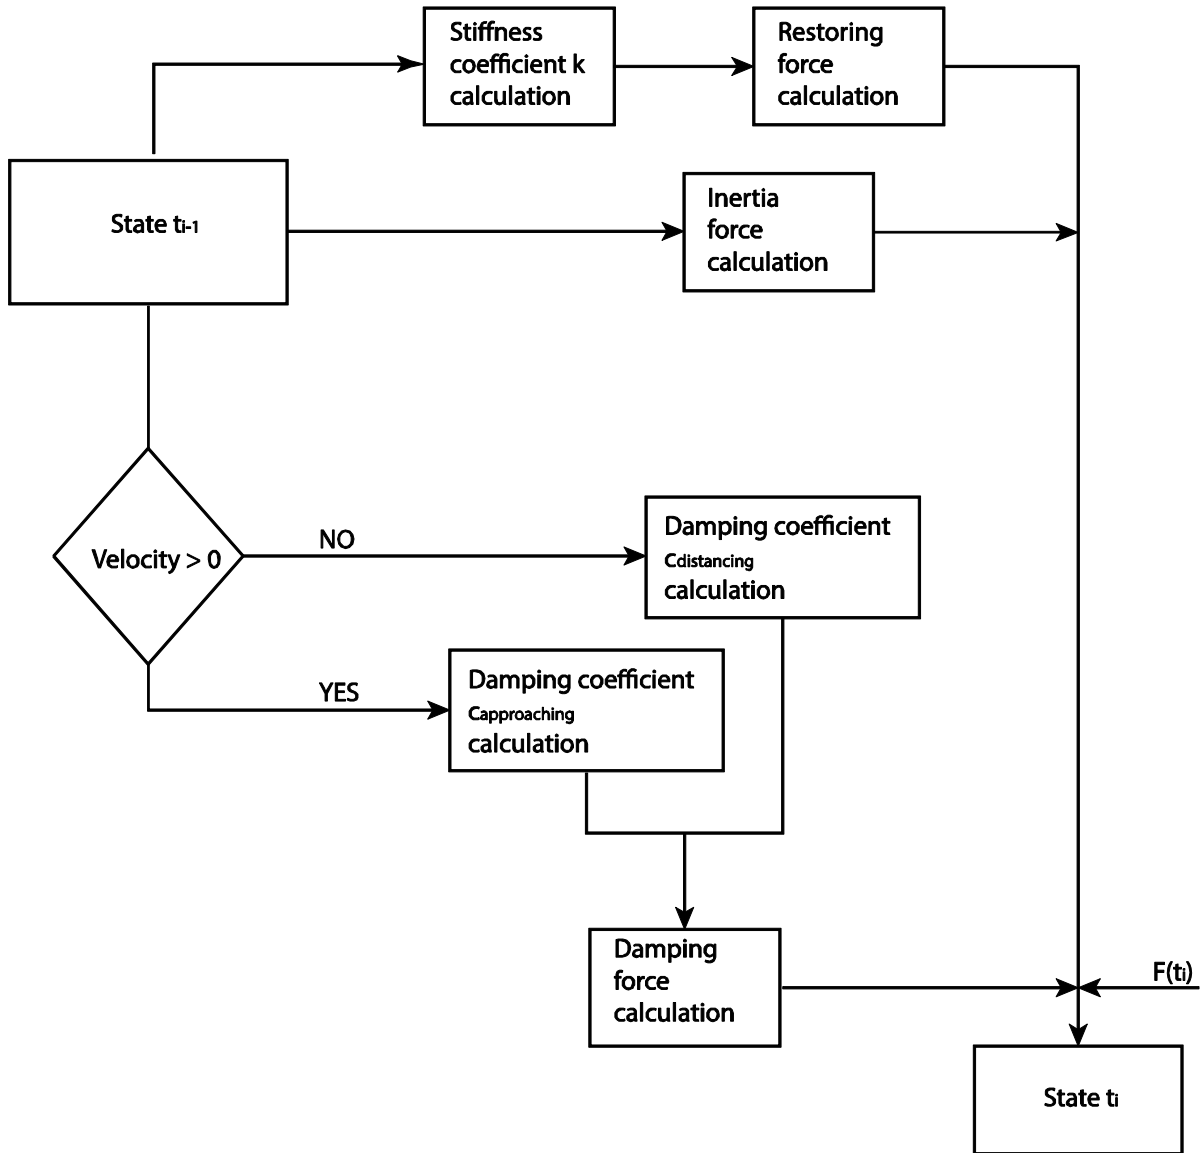 Stiffness
coefficient k
calculation
Restoring
force
calculation
State ti-1
Inertia
force
calculation
Velocity > 0
NO
Damping coefficient
Cdistancing
calculation
YES
Damping coefficient
Capproaching
calculation
Damping
force
calculation
F(ti)
State ti